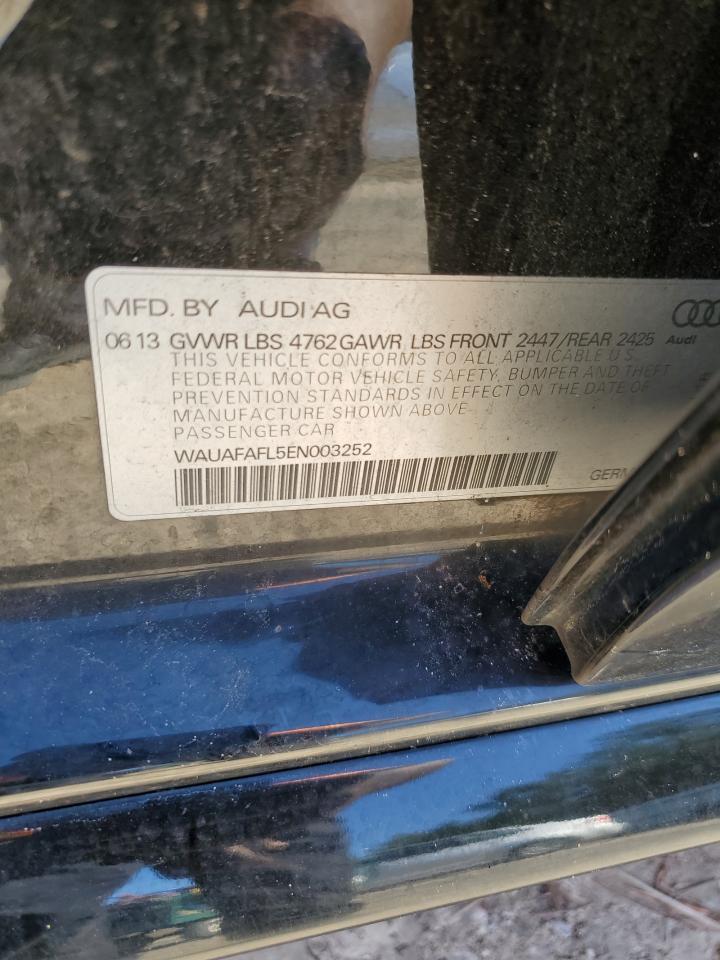 MFD. BY AUDI AG
06 13 GVWR LBS 4762 GAWR LBS FRONT 2447/REAR 2425 Audi
THIS VEHICLE CONFORMS TO ALL APPLICABLE U.S.
FEDERAL MOTOR VEHICLE SAFETY, BUMPER AND THEFT
PREVENTION STANDARDS IN EFFECT ON THE DATE OF
MANUFACTURE SHOWN ABOVE
PASSENGER CAR
WAUAFAFL5EN003252
GERM